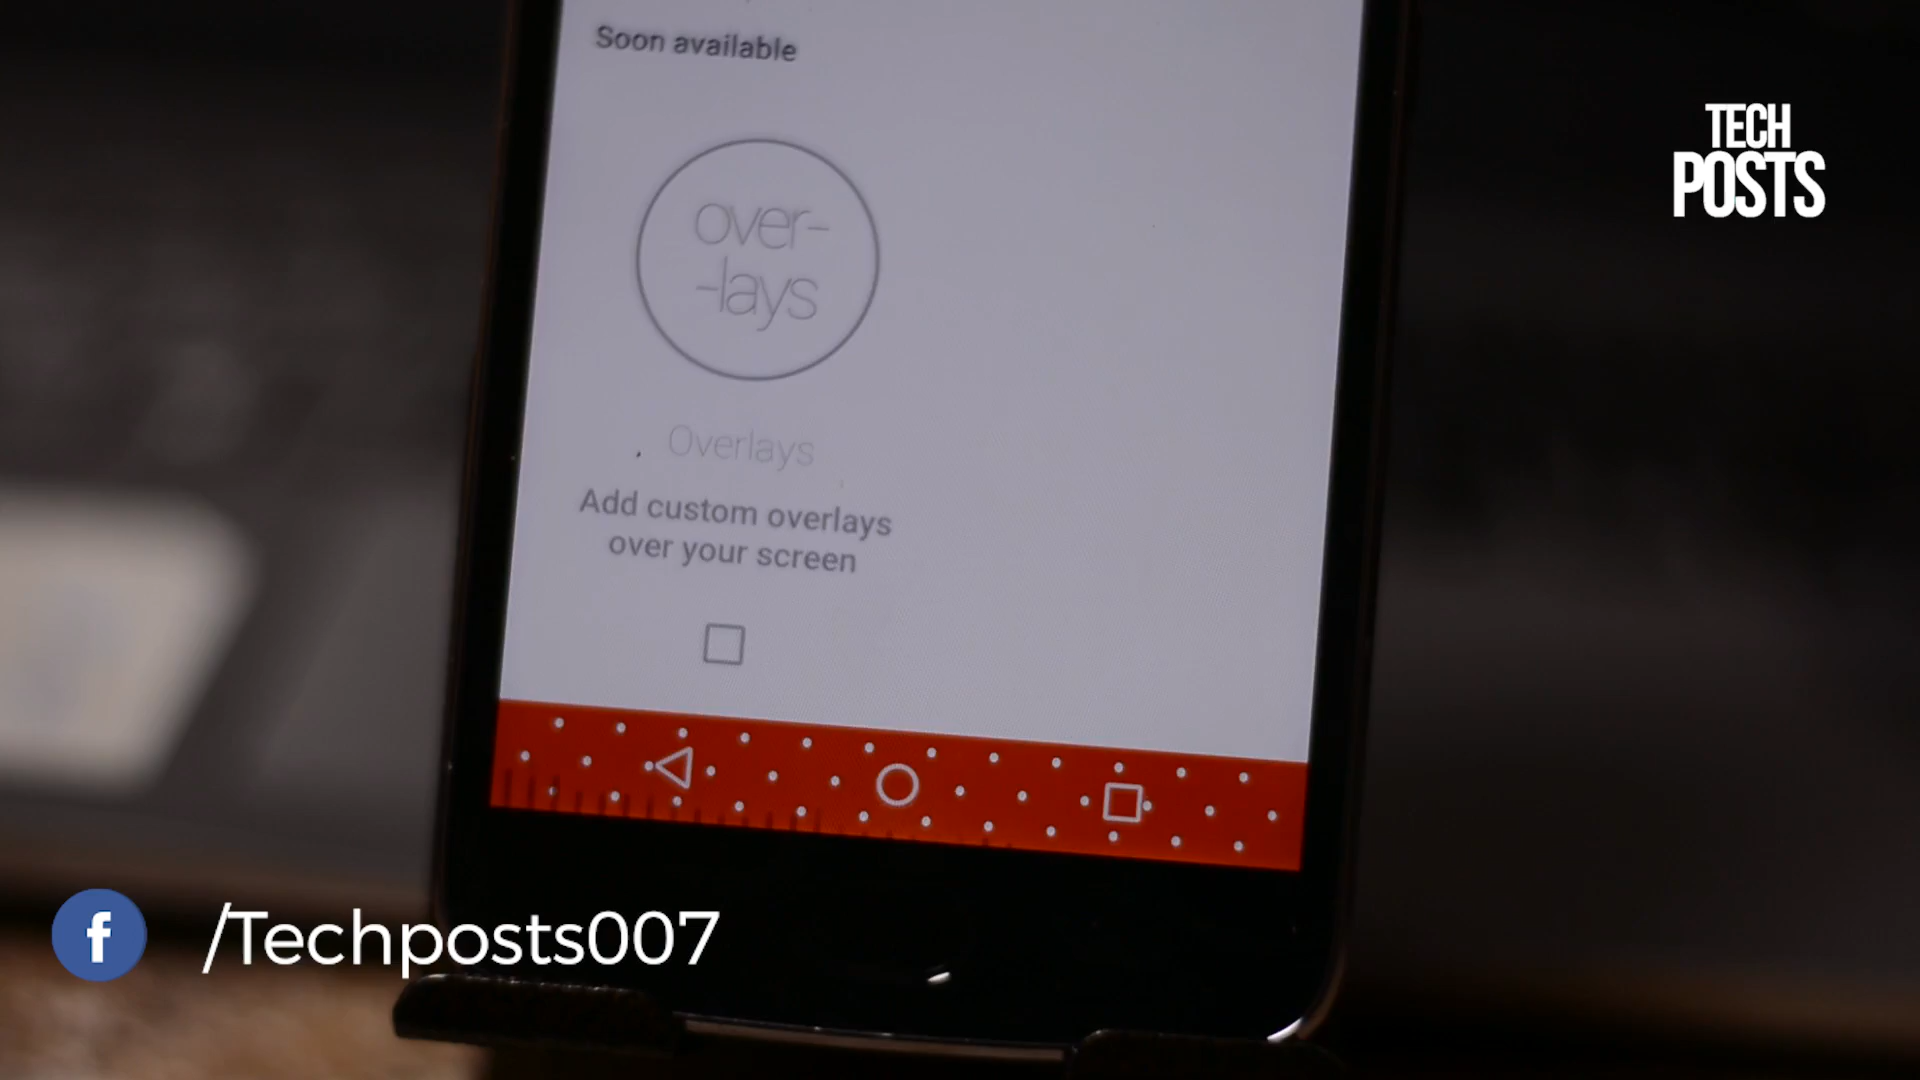 Soon available
TECH
POSTS
over-
-lays
Overlays
Add custom overlays
over your screen
f
/Techposts007